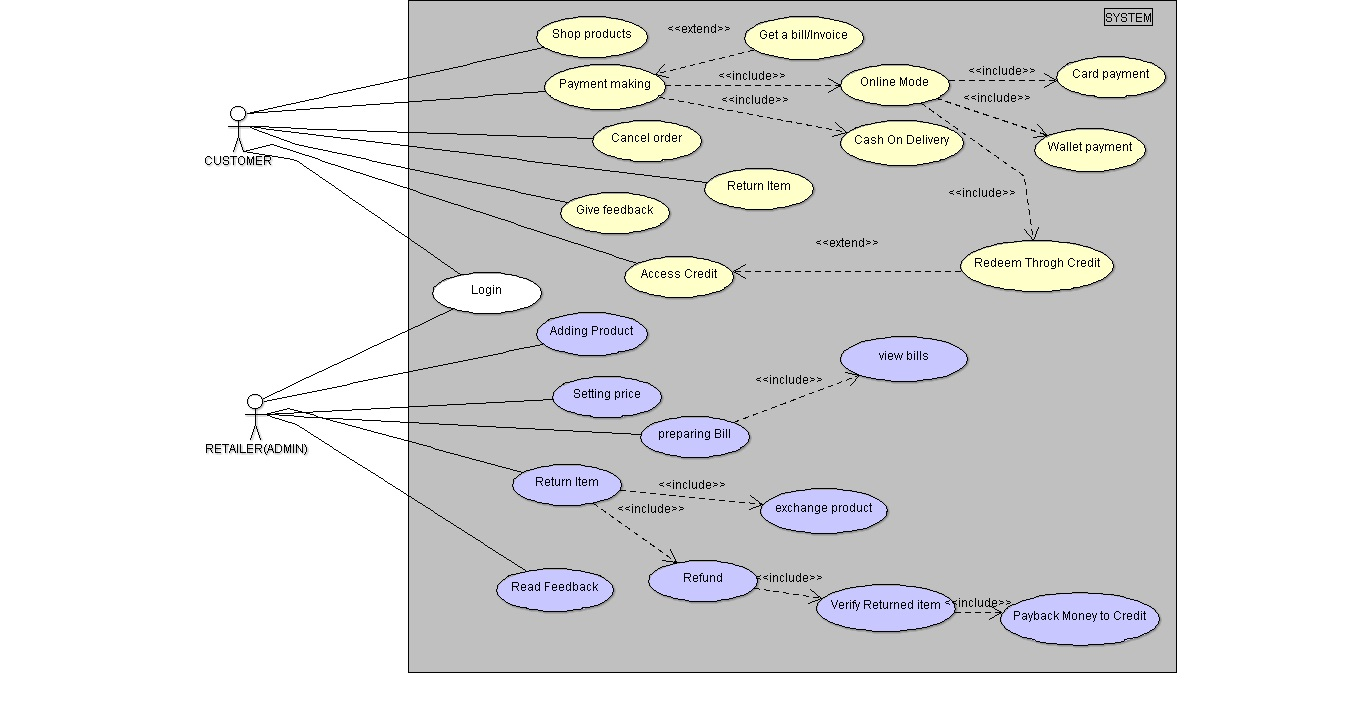 SYSTEM
Shop products
<<extend>>
Get a bill/Invoice
Payment making
<<include>>
Online Mode
<<include>>
Card payment
<<include>>
<<include>>
Cancel order
Cash On Delivery
Wallet payment
CUSTOMER
Return Item
<<include>>
Give feedback
<<extend>>
Access Credit
Redeem Throgh Credit
Login
Adding Product
view bills
<<include>>
Setting price
preparing Bill
RETAILER(ADMIN)
Return Item
<<include>>
<<include>>
exchange product
Read Feedback
Refund
<<include>>
Verify Returned item
<<include>>
Payback Money to Credit